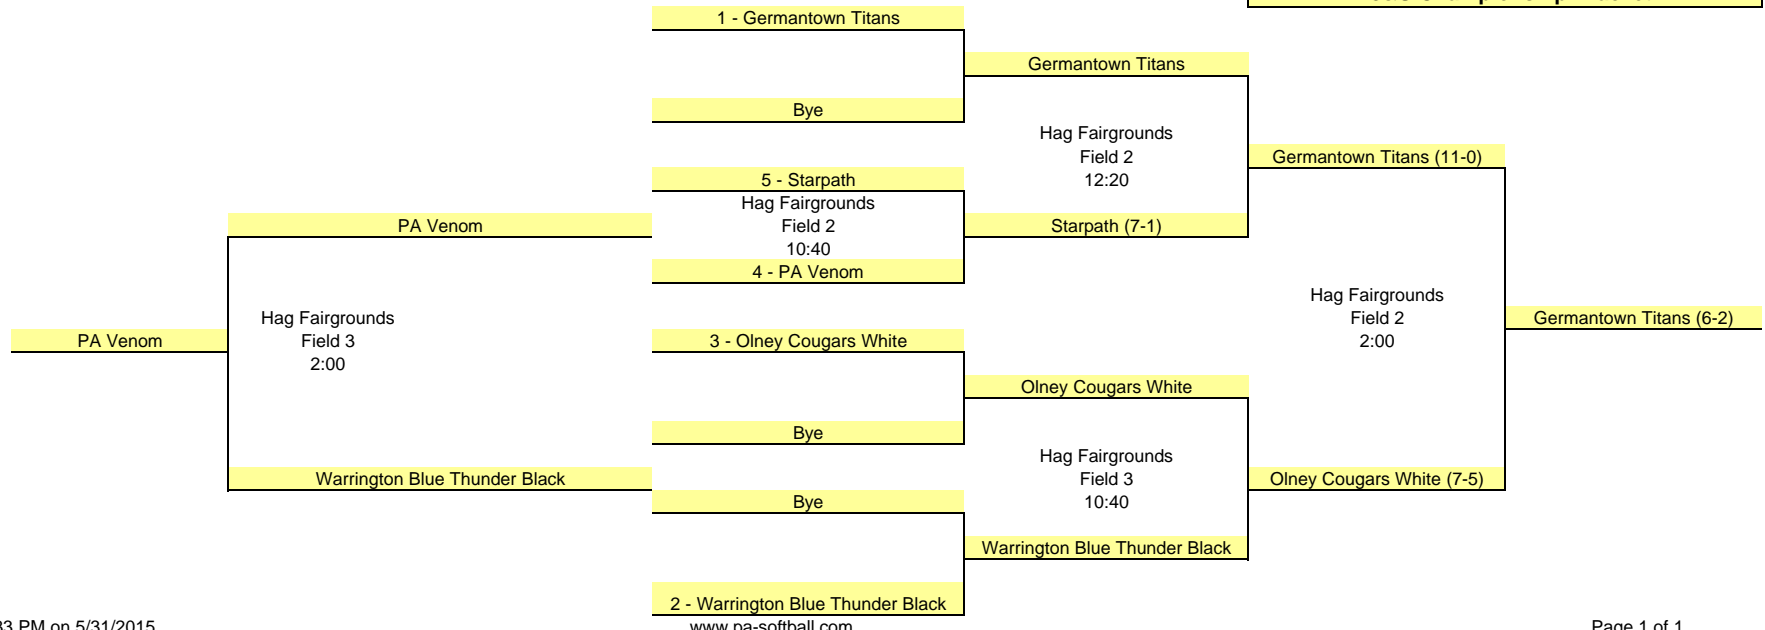 1 - Germantown Titans
Germantown Titans
Bye
Hag Fairgrounds
Field 2
12:20
Germantown Titans (11-0)
5 - Starpath
Hag Fairgrounds
Field 2
10:40
PA Venom
Starpath (7-1)
4 - PA Venom
Hag Fairgrounds
Field 2
2:00
Germantown Titans (6-2)
Hag Fairgrounds
Field 3
2:00
PA Venom
3 - Olney Cougars White
Olney Cougars White
Bye
Hag Fairgrounds
Field 3
10:40
Warrington Blue Thunder Black
Olney Cougars White (7-5)
Bye
Warrington Blue Thunder Black
2 - Warrington Blue Thunder Black
33 PM on 5/31/2015
www.pa-softball.com
Page 1 of 1